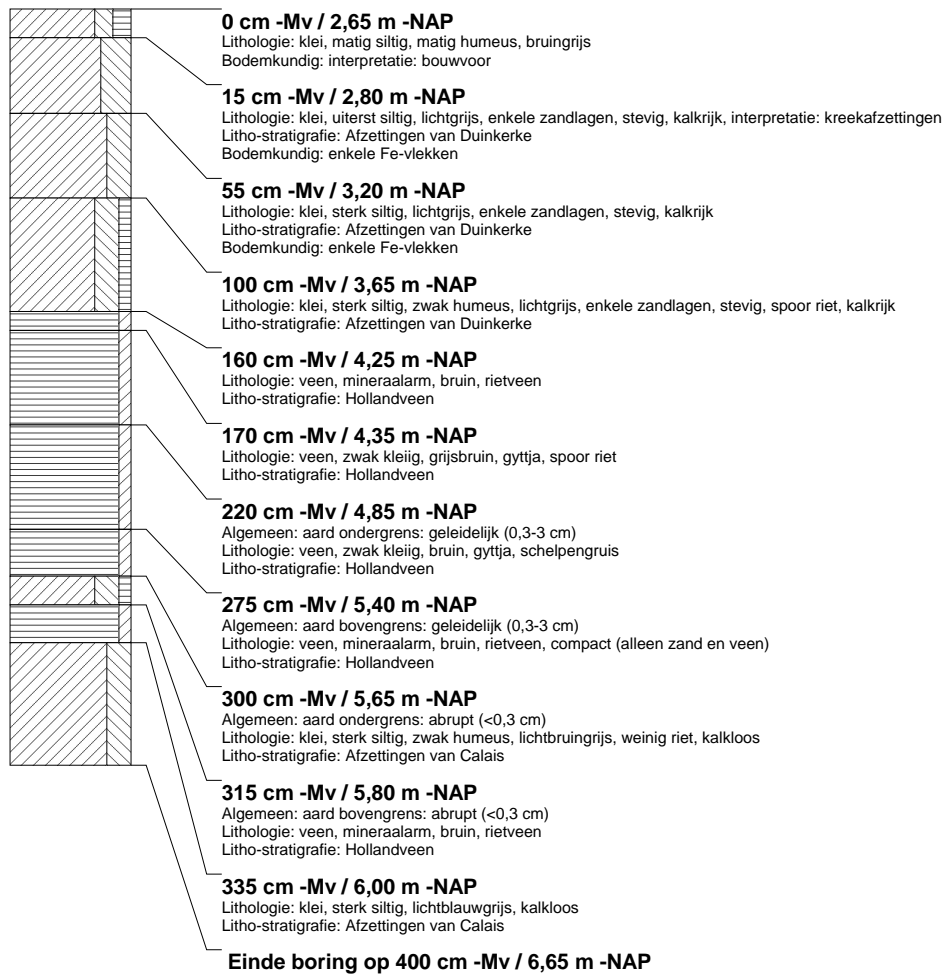 0 cm -Mv / 2,65 m -NAP
Lithologie: klei, matig siltig, matig humeus, bruingrijs
Bodemkundig: interpretatie: bouwvoor
15 cm -Mv / 2,80 m -NAP
Lithologie: klei, uiterst siltig, lichtgrijs, enkele zandlagen, stevig, kalkrijk, interpretatie: kreekafzettingen
Litho-stratigrafie: Afzettingen van Duinkerke
Bodemkundig: enkele Fe-vlekken
55 cm -Mv / 3,20 m -NAP
Lithologie: klei, sterk siltig, lichtgrijs, enkele zandlagen, stevig, kalkrijk
Litho-stratigrafie: Afzettingen van Duinkerke
Bodemkundig: enkele Fe-vlekken
100 cm -Mv / 3,65 m -NAP
Lithologie: klei, sterk siltig, zwak humeus, lichtgrijs, enkele zandlagen, stevig, spoor riet, kalkrijk
Litho-stratigrafie: Afzettingen van Duinkerke
160 cm -Mv / 4,25 m -NAP
Lithologie: veen, mineraalarm, bruin, rietveen
Litho-stratigrafie: Hollandveen
170 cm -Mv / 4,35 m -NAP
Lithologie: veen, zwak kleiig, grijsbruin, gyttja, spoor riet
Litho-stratigrafie: Hollandveen
220 cm -Mv / 4,85 m -NAP
Algemeen: aard ondergrens: geleidelijk (0,3-3 cm)
Lithologie: veen, zwak kleiig, bruin, gyttja, schelpengruis
Litho-stratigrafie: Hollandveen
275 cm -Mv / 5,40 m -NAP
Algemeen: aard bovengrens: geleidelijk (0,3-3 cm)
Lithologie: veen, mineraalarm, bruin, rietveen, compact (alleen zand en veen)
Litho-stratigrafie: Hollandveen
300 cm -Mv / 5,65 m -NAP
Algemeen: aard ondergrens: abrupt (<0,3 cm)
Lithologie: klei, sterk siltig, zwak humeus, lichtbruingrijs, weinig riet, kalkloos
Litho-stratigrafie: Afzettingen van Calais
315 cm -Mv / 5,80 m -NAP
Algemeen: aard bovengrens: abrupt (<0,3 cm)
Lithologie: veen, mineraalarm, bruin, rietveen
Litho-stratigrafie: Hollandveen
335 cm -Mv / 6,00 m -NAP
Lithologie: klei, sterk siltig, lichtblauwgrijs, kalkloos
Litho-stratigrafie: Afzettingen van Calais
Einde boring op 400 cm -Mv / 6,65 m -NAP